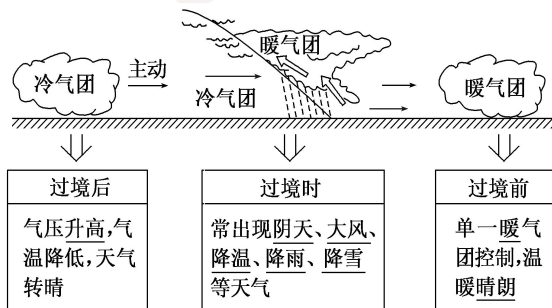 暖气团
冷气团
主动
冷气团
暖气团
过境后
过境时
过境前
气压升高,气
温降低,天气
转晴
常出现阴天、大风、
降温、降雨、降雪
等天气
单一暖气
团控制,温
暖晴朗